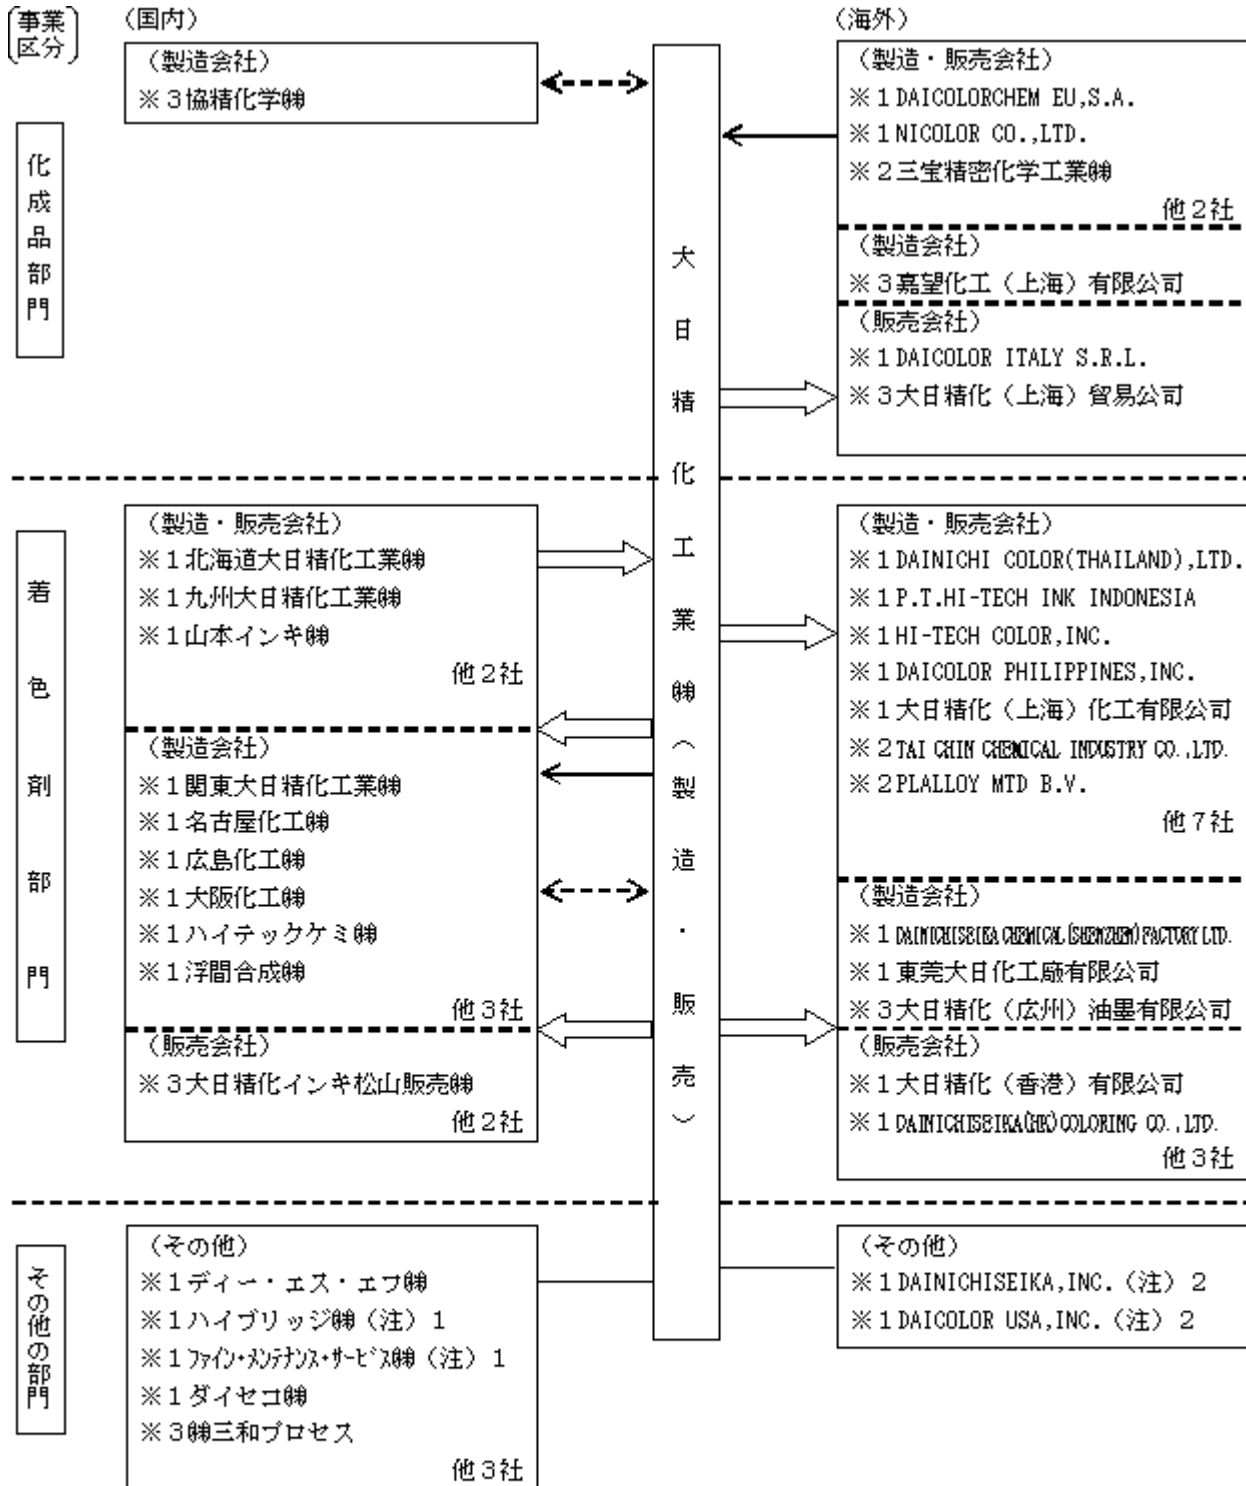 事業区分
（国内）
（海外）
化成品部門
（製造会社）
※３協精化学㈱
（製造・販売会社）
※１DAICOLORCHEM EU,S.A.
※１NICOLOR CO.,LTD.
※２三宝精密化学工業㈱
他２社
（製造会社）
※３嘉望化工（上海）有限公司
（販売会社）
※１DAICOLOR ITALY S.R.L.
※３大日精化（上海）貿易公司
大日精化工業㈱（製造・販売）
着色剤部門
（製造・販売会社）
※１北海道大日精化工業㈱
※１九州大日精化工業㈱
※１山本インキ㈱
他２社
（製造会社）
※１関東大日精化工業㈱
※１名古屋化工㈱
※１広島化工㈱
※１大阪化工㈱
※１ハイテックケミ㈱
※１浮間合成㈱
他３社
（販売会社）
※３大日精化インキ松山販売㈱
他２社
（製造・販売会社）
※１DAINICHI COLOR(THAILAND),LTD.
※１P.T.HI-TECH INK INDONESIA
※１HI-TECH COLOR,INC.
※１DAICOLOR PHILIPPINES,INC.
※１大日精化（上海）化工有限公司
※２TAI CHIN CHEMICAL INDUSTRY CO.,LTD.
※２PLALLOY MTD B.V.
他７社
（製造会社）
※１DAINICHISEIKA CHEMICAL(SHENZHEN)FACTORY LTD.
※１東莞大日化工廠有限公司
※３大日精化（広州）油墨有限公司
（販売会社）
※１大日精化（香港）有限公司
※１DAINICHISEIKA(HK)COLORING CO.,LTD.
他３社
その他の部門
（その他）
※１ディー・エス・エフ㈱
※１ハイブリッジ㈱（注）１
※１ﾌｧｲﾝ・ﾒﾝﾃﾅﾝｽ・ｻｰﾋﾞｽ㈱（注）１
※１ダイセコ㈱
※３㈱三和プロセス
他３社
（その他）
※１DAINICHISEIKA,INC.（注）２
※１DAICOLOR USA,INC.（注）２